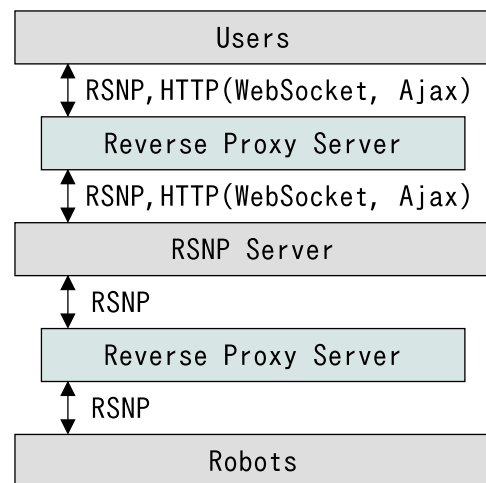 Users
RSNP,HTTP(WebSocket, Ajax)
Reverse Proxy Server
RSNP,HTTP(WebSocket, Ajax)
RSNP Server
RSNP
Reverse Proxy Server
RSNP
Robots